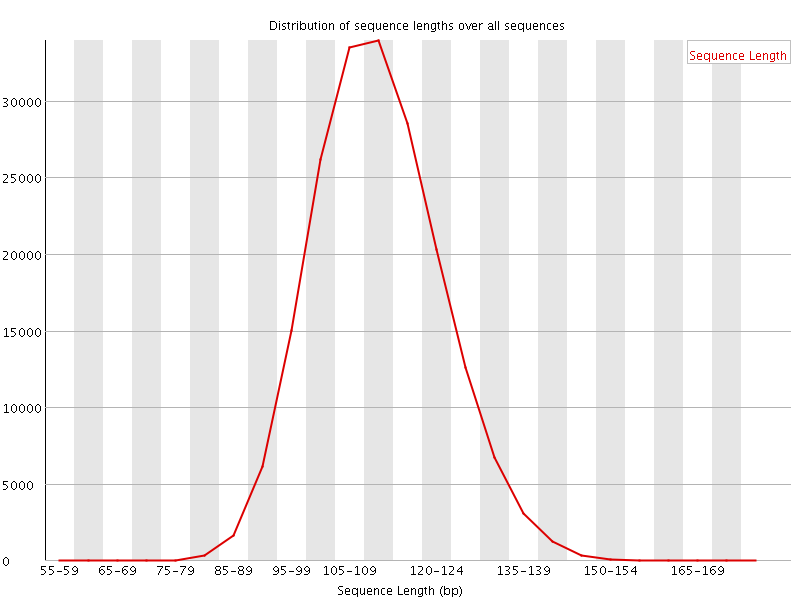 Distribution of sequence lengths over all sequences
Sequence Length
30000
25000
20000
15000
10000
5000
0
55-59 65-69 75-79 85-89 95-99 105-109 120-124 135-139 150-154 165-169
Sequence Length (bp)